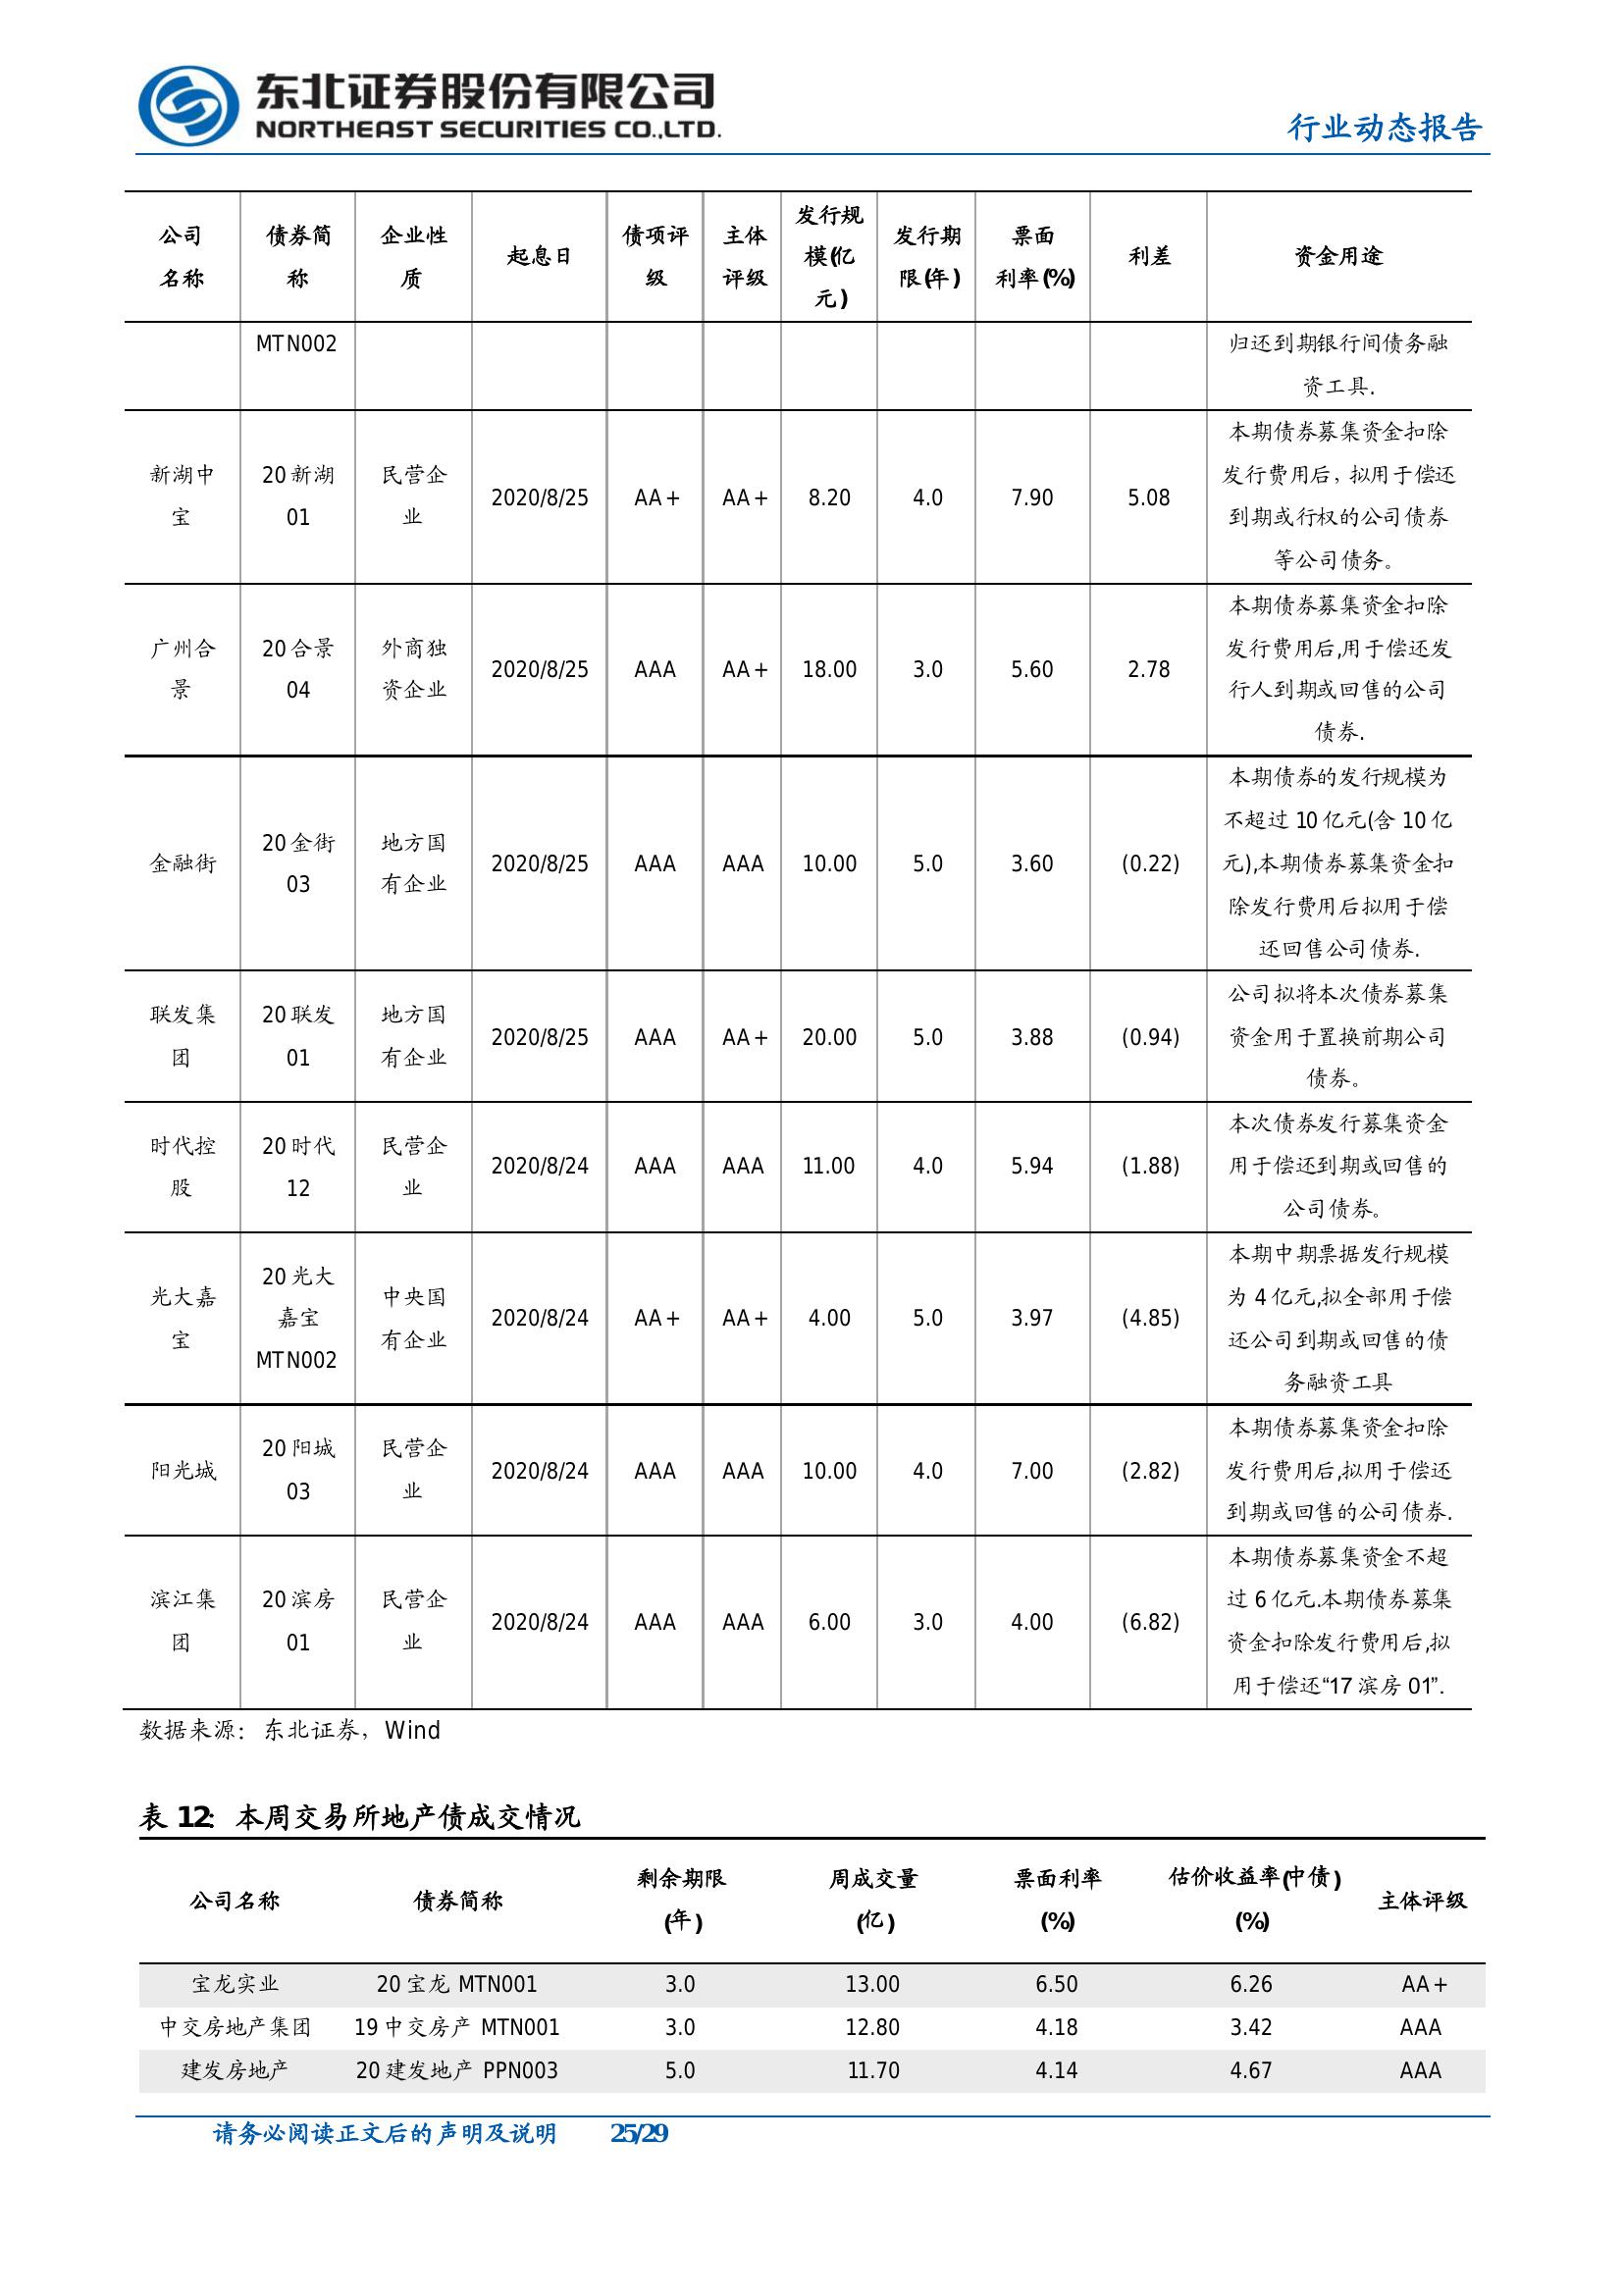 东北证券股份有限公司
NORTHEAST SECURITIES CO.,LTD.
行业动态报告
公司名称 债券简称 企业性质 起息日 债项评级 主体评级 发行规模(亿元) 发行期限(年) 票面利率(%) 利差 资金用途
MTN002 归还到期银行间债务融资工具.
新湖中宝 20新湖01 民营企业 2020/8/25 AA+ AA+ 8.20 4.0 7.90 5.08 本期债券募集资金扣除发行费用后，拟用于偿还到期或行权的公司债券等公司债务。
广州合景 20合景04 外商独资企业 2020/8/25 AAA AA+ 18.00 3.0 5.60 2.78 本期债券募集资金扣除发行费用后,用于偿还发行人到期或回售的公司债券.
金融街 20金街03 地方国有企业 2020/8/25 AAA AAA 10.00 5.0 3.60 (0.22) 本期债券的发行规模为不超过10亿元(含10亿元),本期债券募集资金扣除发行费用后拟用于偿还回售公司债券.
联发集团 20联发01 地方国有企业 2020/8/25 AAA AA+ 20.00 5.0 3.88 (0.94) 公司拟将本次债券募集资金用于置换前期公司债券。
时代控股 20时代12 民营企业 2020/8/24 AAA AAA 11.00 4.0 5.94 (1.88) 本次债券发行募集资金用于偿还到期或回售的公司债券。
光大嘉宝 20光大嘉宝MTN002 中央国有企业 2020/8/24 AA+ AA+ 4.00 5.0 3.97 (4.85) 本期中期票据发行规模为4亿元,拟全部用于偿还公司到期或回售的债务融资工具
阳光城 20阳城03 民营企业 2020/8/24 AAA AAA 10.00 4.0 7.00 (2.82) 本期债券募集资金扣除发行费用后,拟用于偿还到期或回售的公司债券.
滨江集团 20滨房01 民营企业 2020/8/24 AAA AAA 6.00 3.0 4.00 (6.82) 本期债券募集资金不超过6亿元.本期债券募集资金扣除发行费用后,拟用于偿还“17滨房01”.
数据来源：东北证券，Wind
表 12：本周交易所地产债成交情况
公司名称 债券简称 剩余期限(年) 周成交量(亿) 票面利率(%) 估价收益率(中债)(%) 主体评级
宝龙实业 20宝龙MTN001 3.0 13.00 6.50 6.26 AA+
中交房地产集团 19中交房产MTN001 3.0 12.80 4.18 3.42 AAA
建发房地产 20建发地产PPN003 5.0 11.70 4.14 4.67 AAA
请务必阅读正文后的声明及说明 25/29